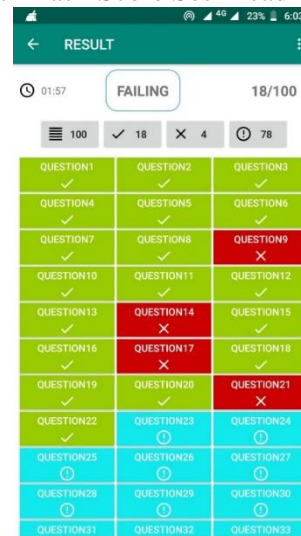 4G 23% 6:03
RESULT
01:57 FAILING 18/100
100 18 4 78
QUESTION1 QUESTION2 QUESTION3
QUESTION4 QUESTION5 QUESTION6
QUESTION7 QUESTION8 QUESTION9
QUESTION10 QUESTION11 QUESTION12
QUESTION13 QUESTION14 QUESTION15
QUESTION16 QUESTION17 QUESTION18
QUESTION19 QUESTION20 QUESTION21
QUESTION22 QUESTION23 QUESTION24
QUESTION25 QUESTION26 QUESTION27
QUESTION28 QUESTION29 QUESTION30
QUESTION31 QUESTION32 QUESTION33